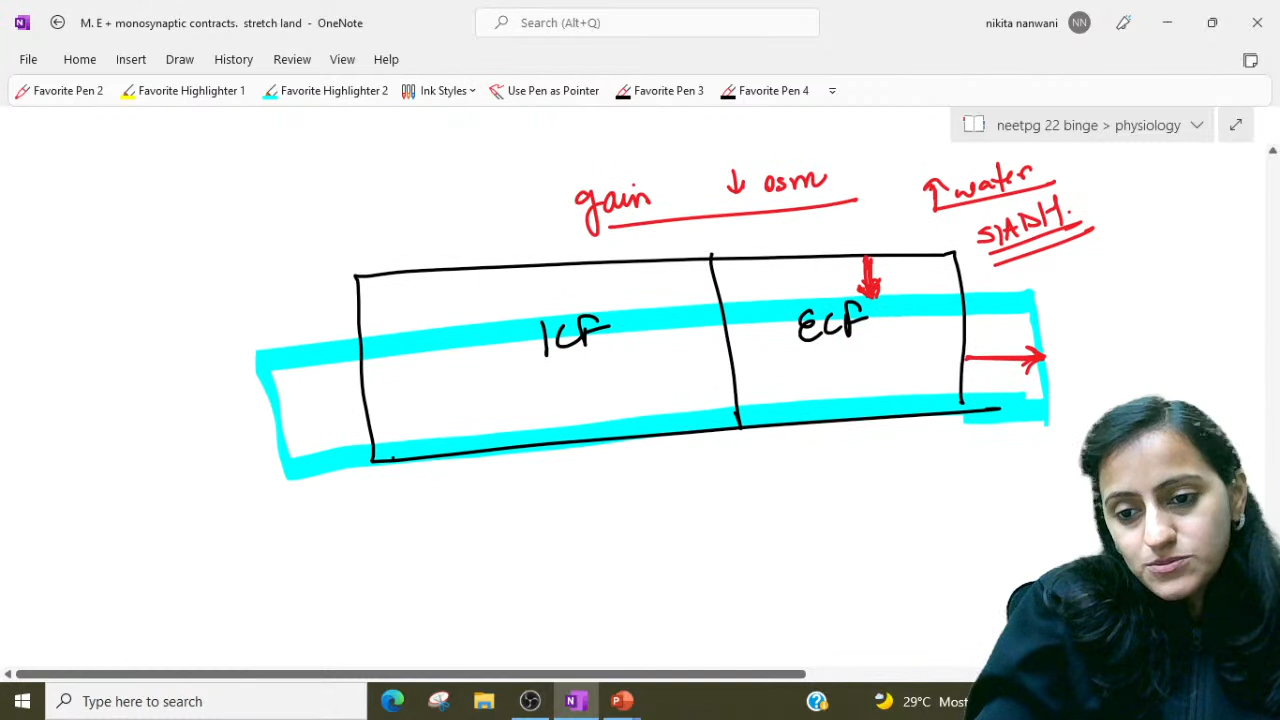 M. E + monosynaptic contracts. stretch land - OneNote
Search (Alt+Q)
nikita nanwani NN
File Home Insert Draw History Review View Help
Favorite Pen 2 Favorite Highlighter 1 Favorite Highlighter 2 Ink Styles Use Pen as Pointer Favorite Pen 3 Favorite Pen 4
neetpg 22 binge > physiology
gain ↓ osm ↑water
SIADH.
ICF ECF
Type here to search
29°C Most